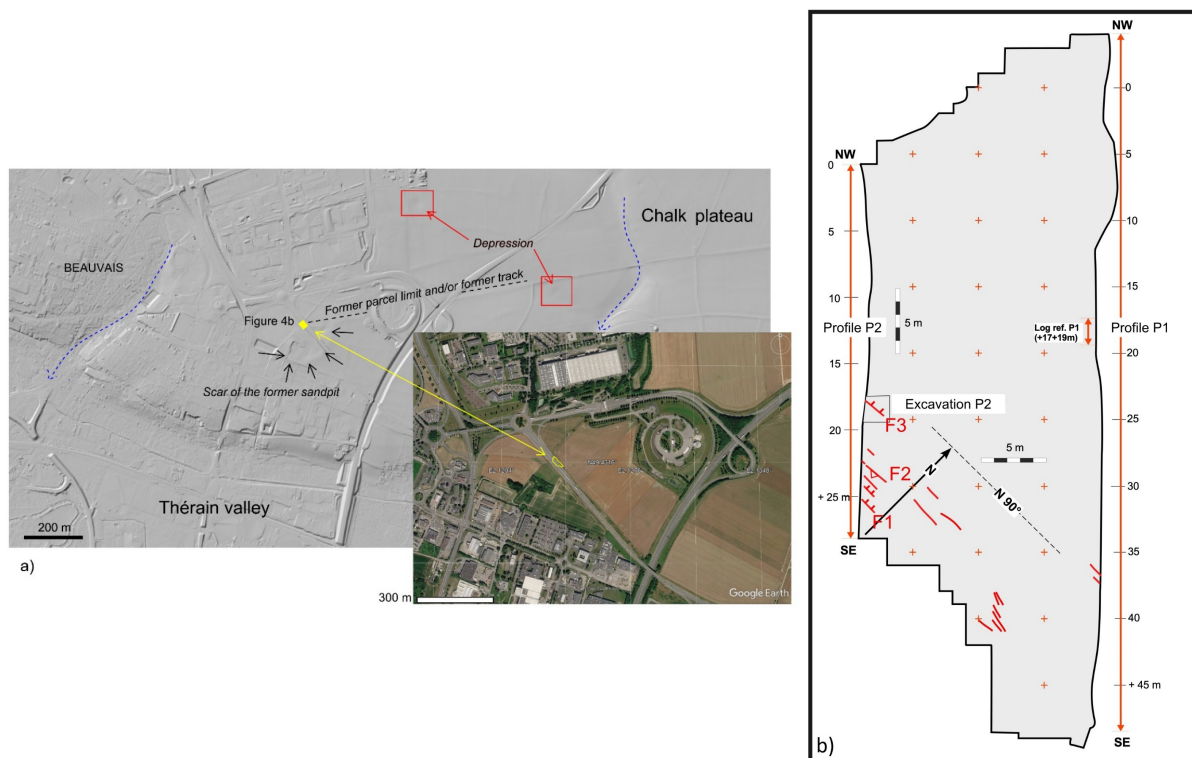 BEAUVAIS
Depression
Chalk plateau
Former parcel limit and/or former track
Figure 4b
Scar of the former sandpit
Thérain valley
200 m
a)
300 m
Google Earth
NW
NW
0
5
10
15
20
25
30
35
40
+ 45 m
SE
NW
0
5
10
15
20
+ 25 m
SE
Profile P2
5 m
Log ref. P1
(+17+19m)
Profile P1
Excavation P2
F3
5 m
F2
F1
N
N 90°
b)